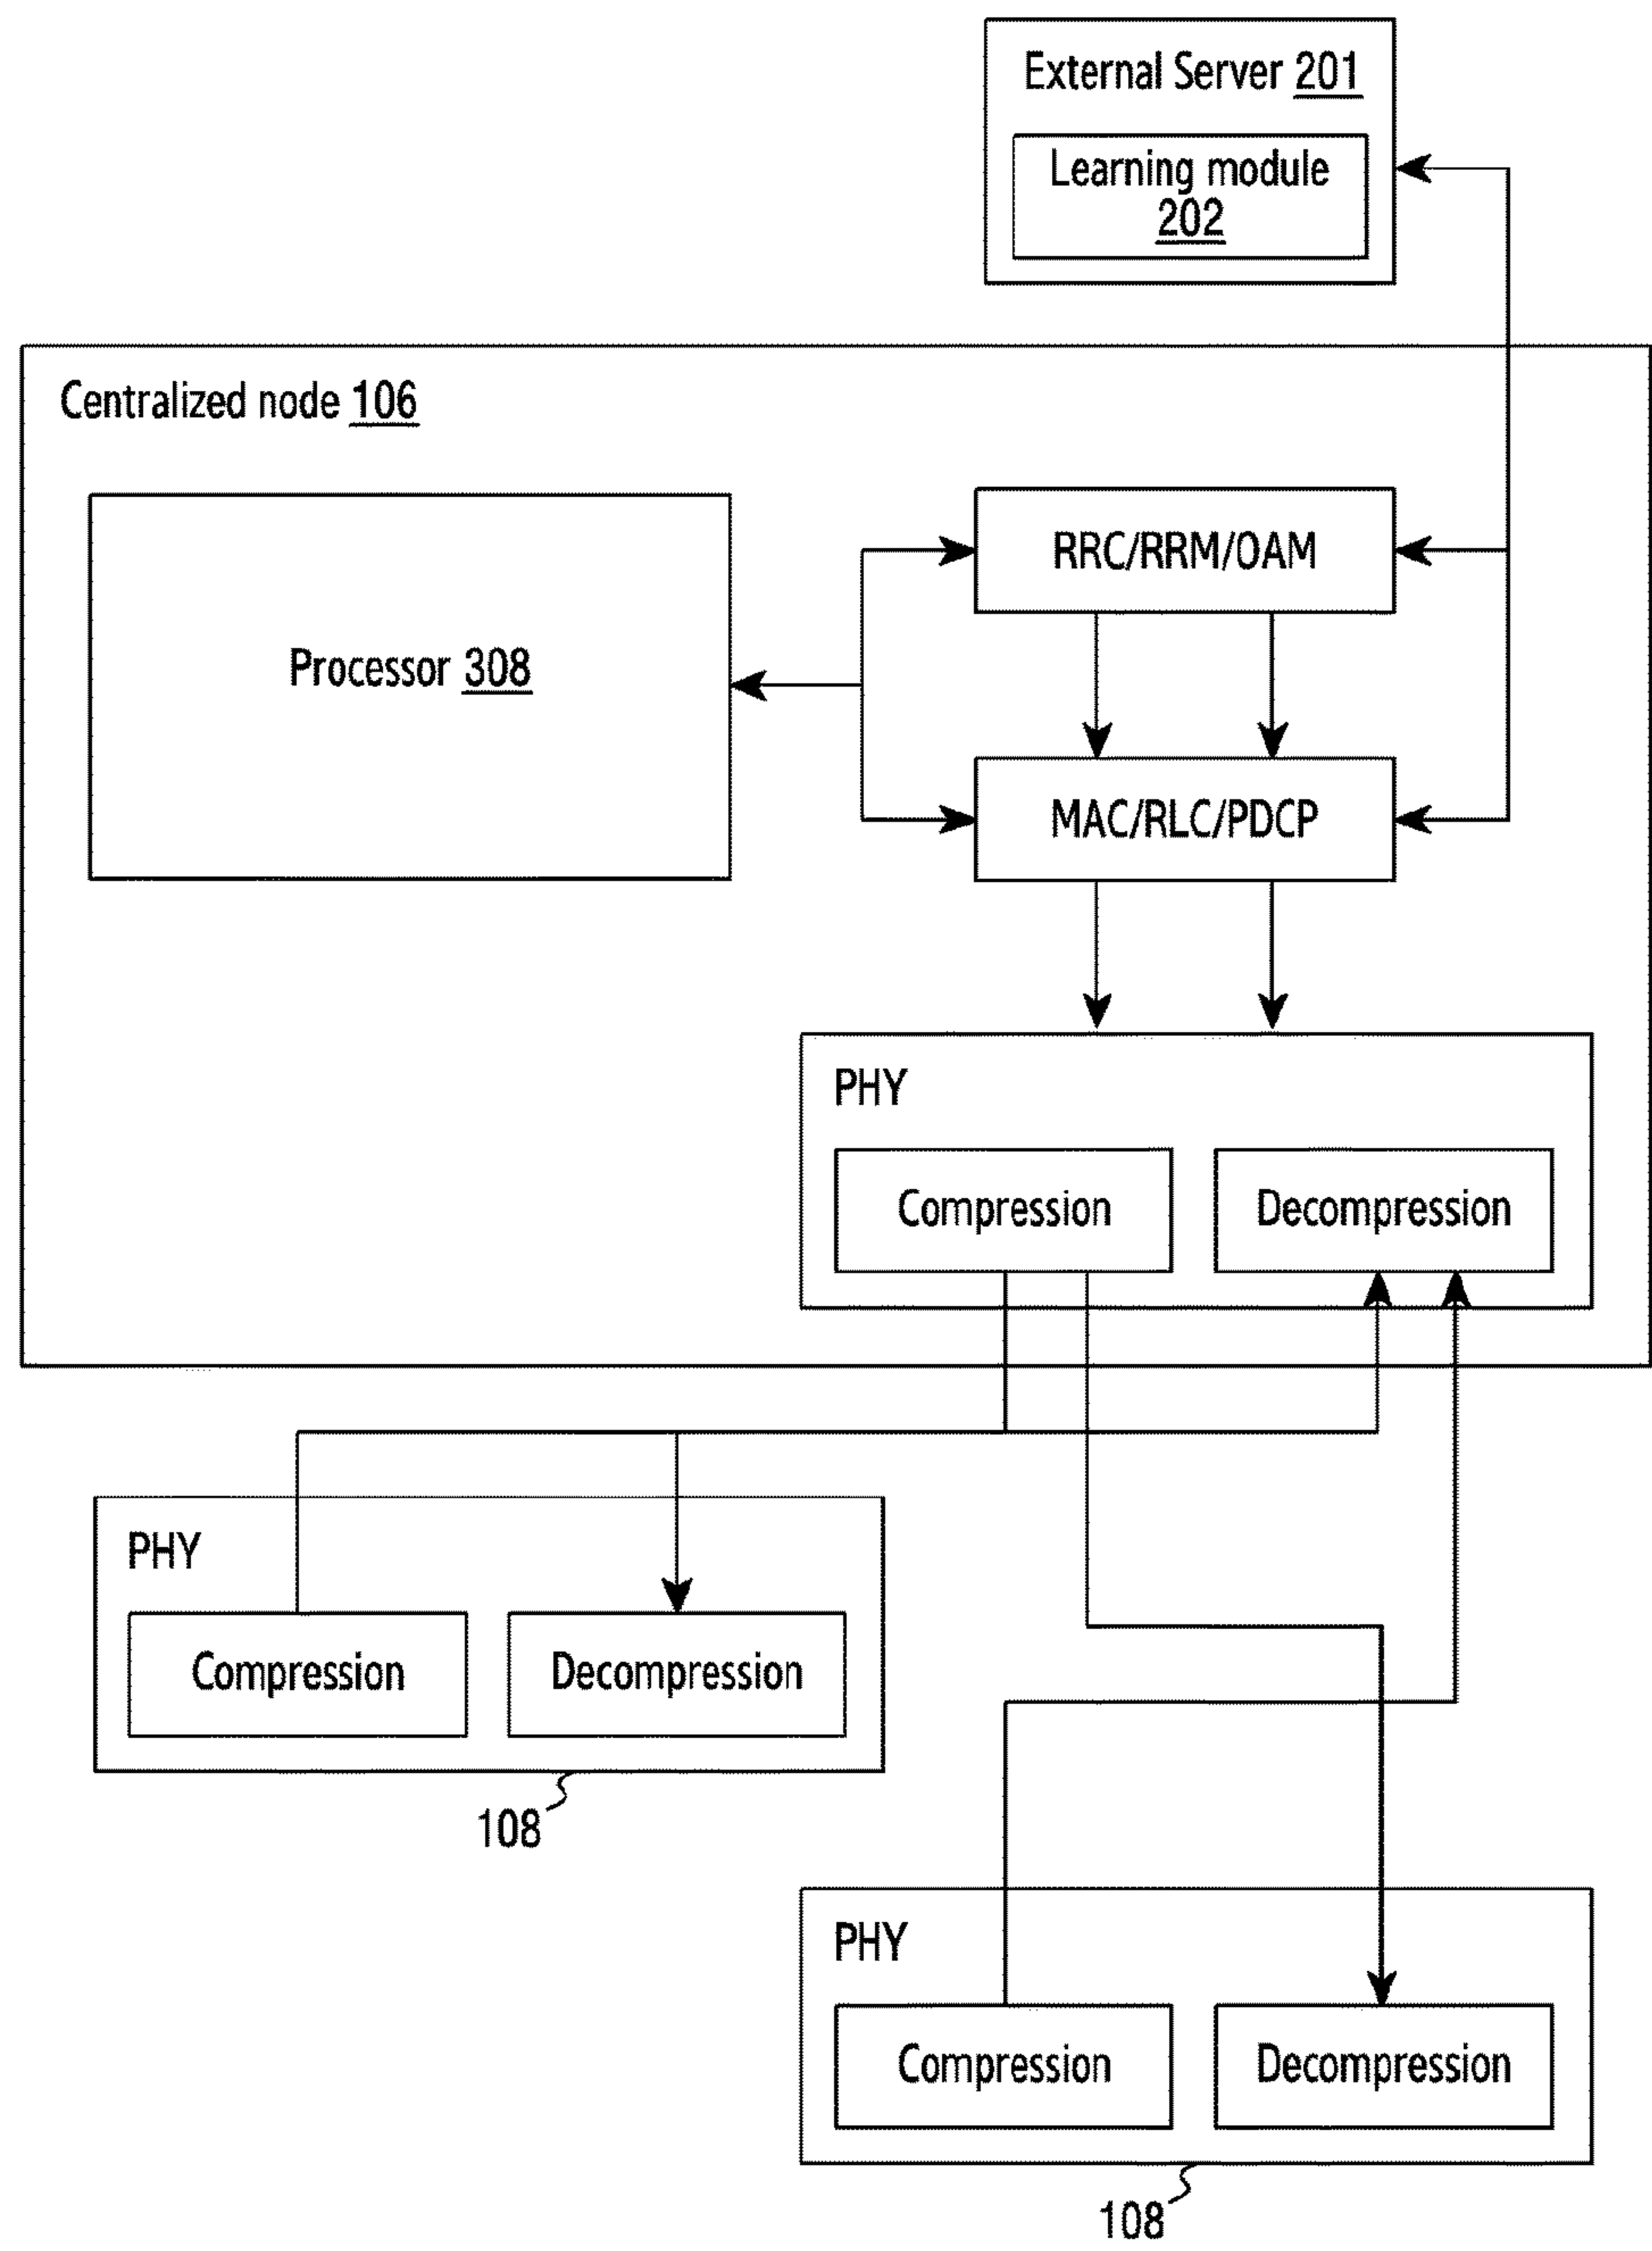 External Server 201
Learning module
202
Centralized node 106
RRC/RRM/OAM
Processor 308
MAC/RLC/PDCP
PHY
Compression
Decompression
PHY
Compression
Decompression
108
PHY
Compression
Decompression
108